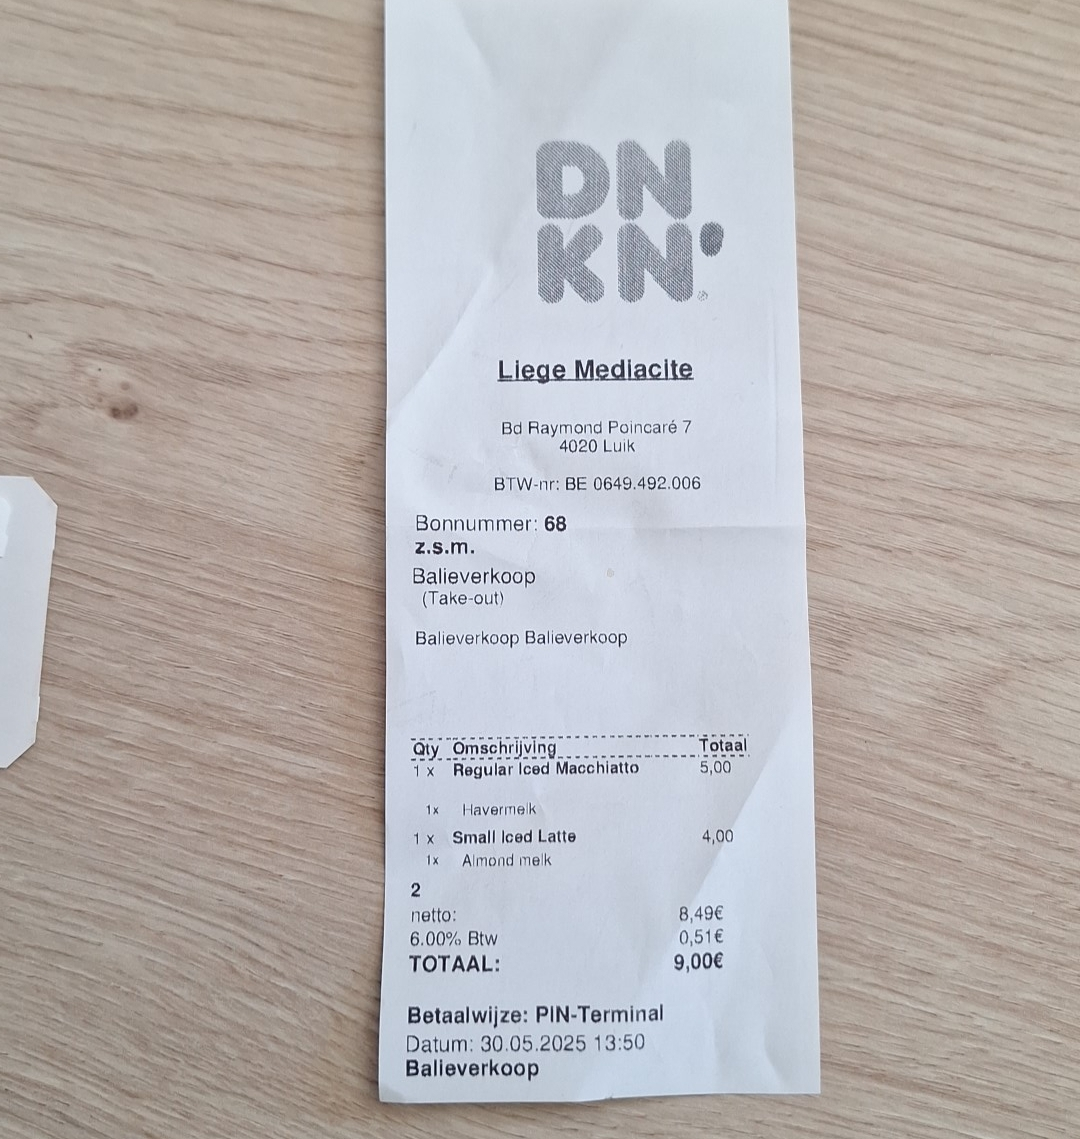 DN
KN'®
Liege Mediacite
Bd Raymond Poincaré 7
4020 Luik
BTW-nr: BE 0649.492.006
Bonnummer: 68
z.s.m.
Balieverkoop
(Take-out)
Balieverkoop Balieverkoop
Qty Omschrijving Totaal
1 x Regular Iced Macchiatto 5,00
1x Havermelk
1 x Small Iced Latte 4,00
1x Almond melk
2
netto: 8,49€
6.00% Btw 0,51€
TOTAAL: 9,00€
Betaalwijze: PIN-Terminal
Datum: 30.05.2025 13:50
Balieverkoop